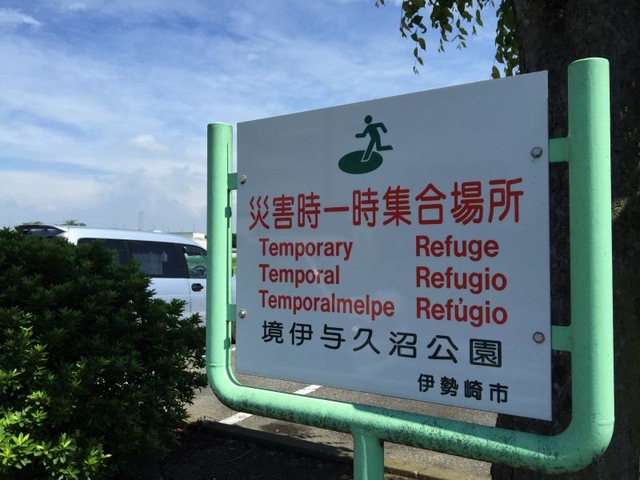 災害時一時集合場所
Temporary Refuge
Temporal Refugio
Temporalmelpe Refúgio
境伊与久沼公園
伊勢崎市